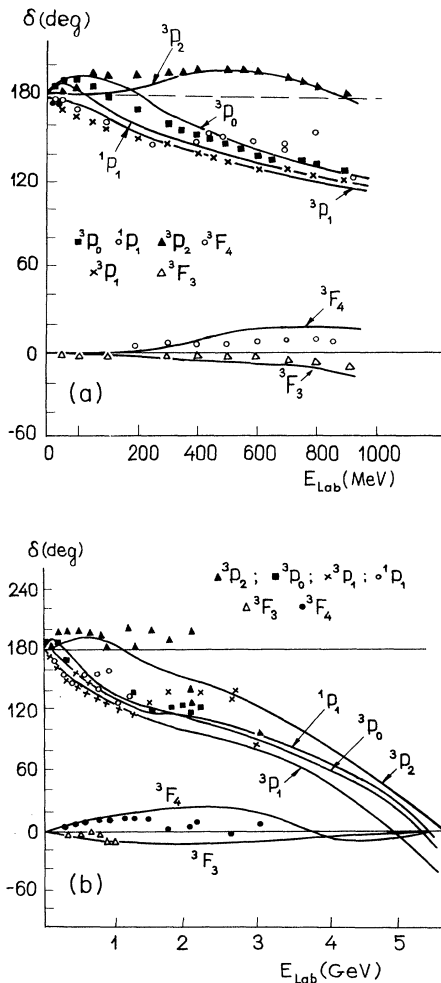 δ(deg)
³P₂
180
³P₀
¹P₁
120
³P₁
■ ³P₀ ○ ¹P₁ ▲ ³P₂ ○ ³F₄
60
× ³P₁ △ ³F₃
³F₄
0
(a)
³F₃
-60
0 200 400 600 800 1000
E_Lab(MeV)
δ(deg)
▲ ³P₂ ; ■ ³P₀ ; × ³P₁ ; ○ ¹P₁
240
△ ³F₃ ● ³F₄
180
¹P₁
120
³P₀
³P₂
60
³P₁
³F₄
0
³F₃
(b)
-60
1 2 3 4 5
E_Lab(GeV)